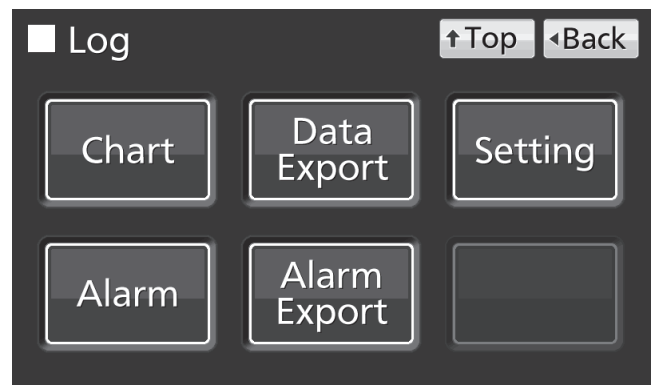 Log
↑Top
◂Back
Chart
Data
Export
Setting
Alarm
Alarm
Export